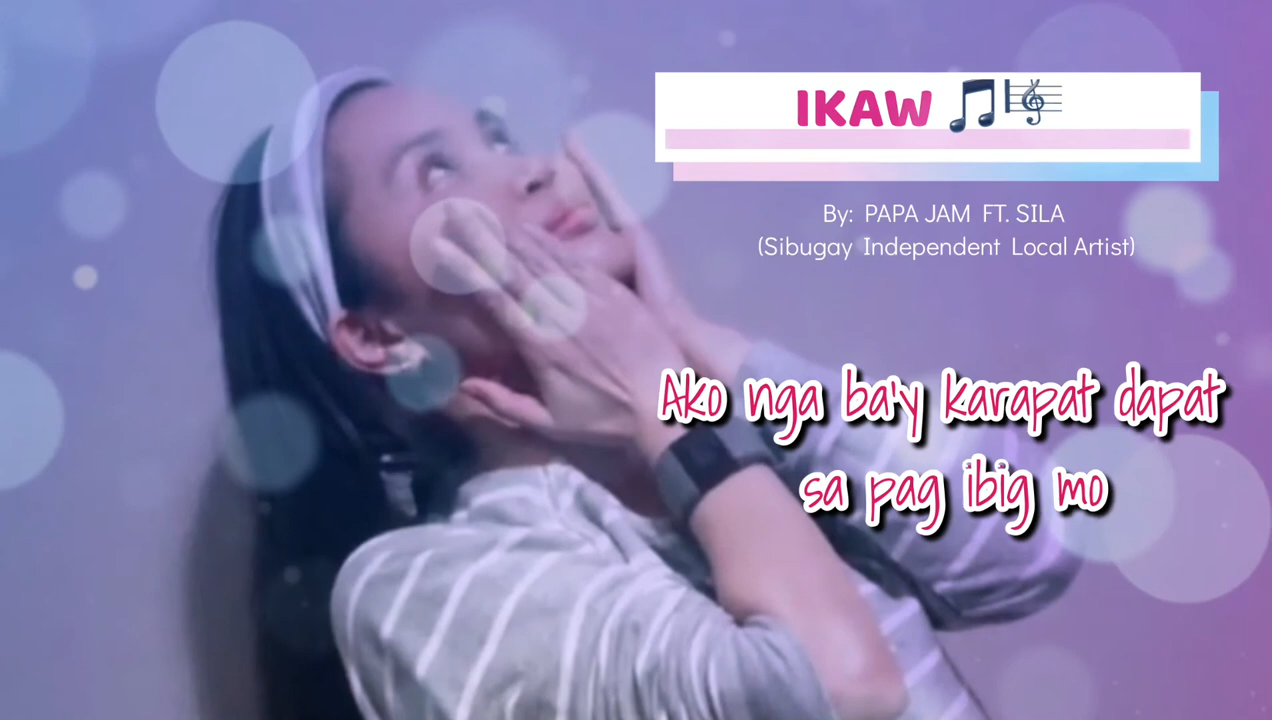 IKAW
By: PAPA JAM FT. SILA
(Sibugay Independent Local Artist)
Ako nga ba'y karapat dapat
sa pag ibig mo